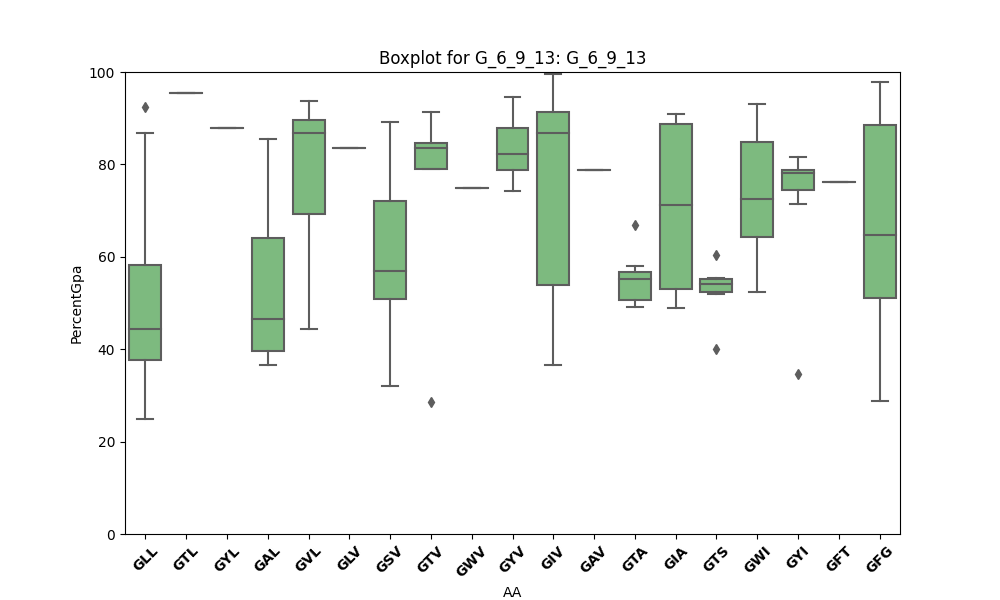 Boxplot for G_6_9_13: G_6_9_13
100
80
60
40
20
0
PercentGpa
GLL GTL GYL GAL GVL GLV GSV GTV GWV GYV GIV GAV GTA GIA GTS GWI GYI GFT GFG
AA